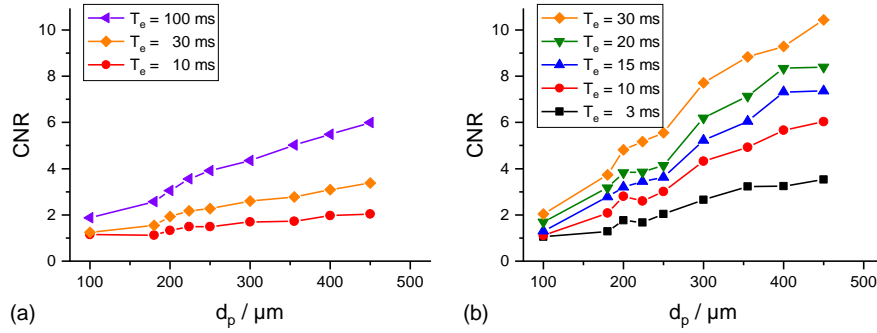 T_e = 100 ms
T_e = 30 ms
T_e = 10 ms
CNR
10
8
6
4
2
0
100
200
300
400
500
d_p / µm
(a)
T_e = 30 ms
T_e = 20 ms
T_e = 15 ms
T_e = 10 ms
T_e = 3 ms
CNR
10
8
6
4
2
0
100
200
300
400
500
d_p / µm
(b)